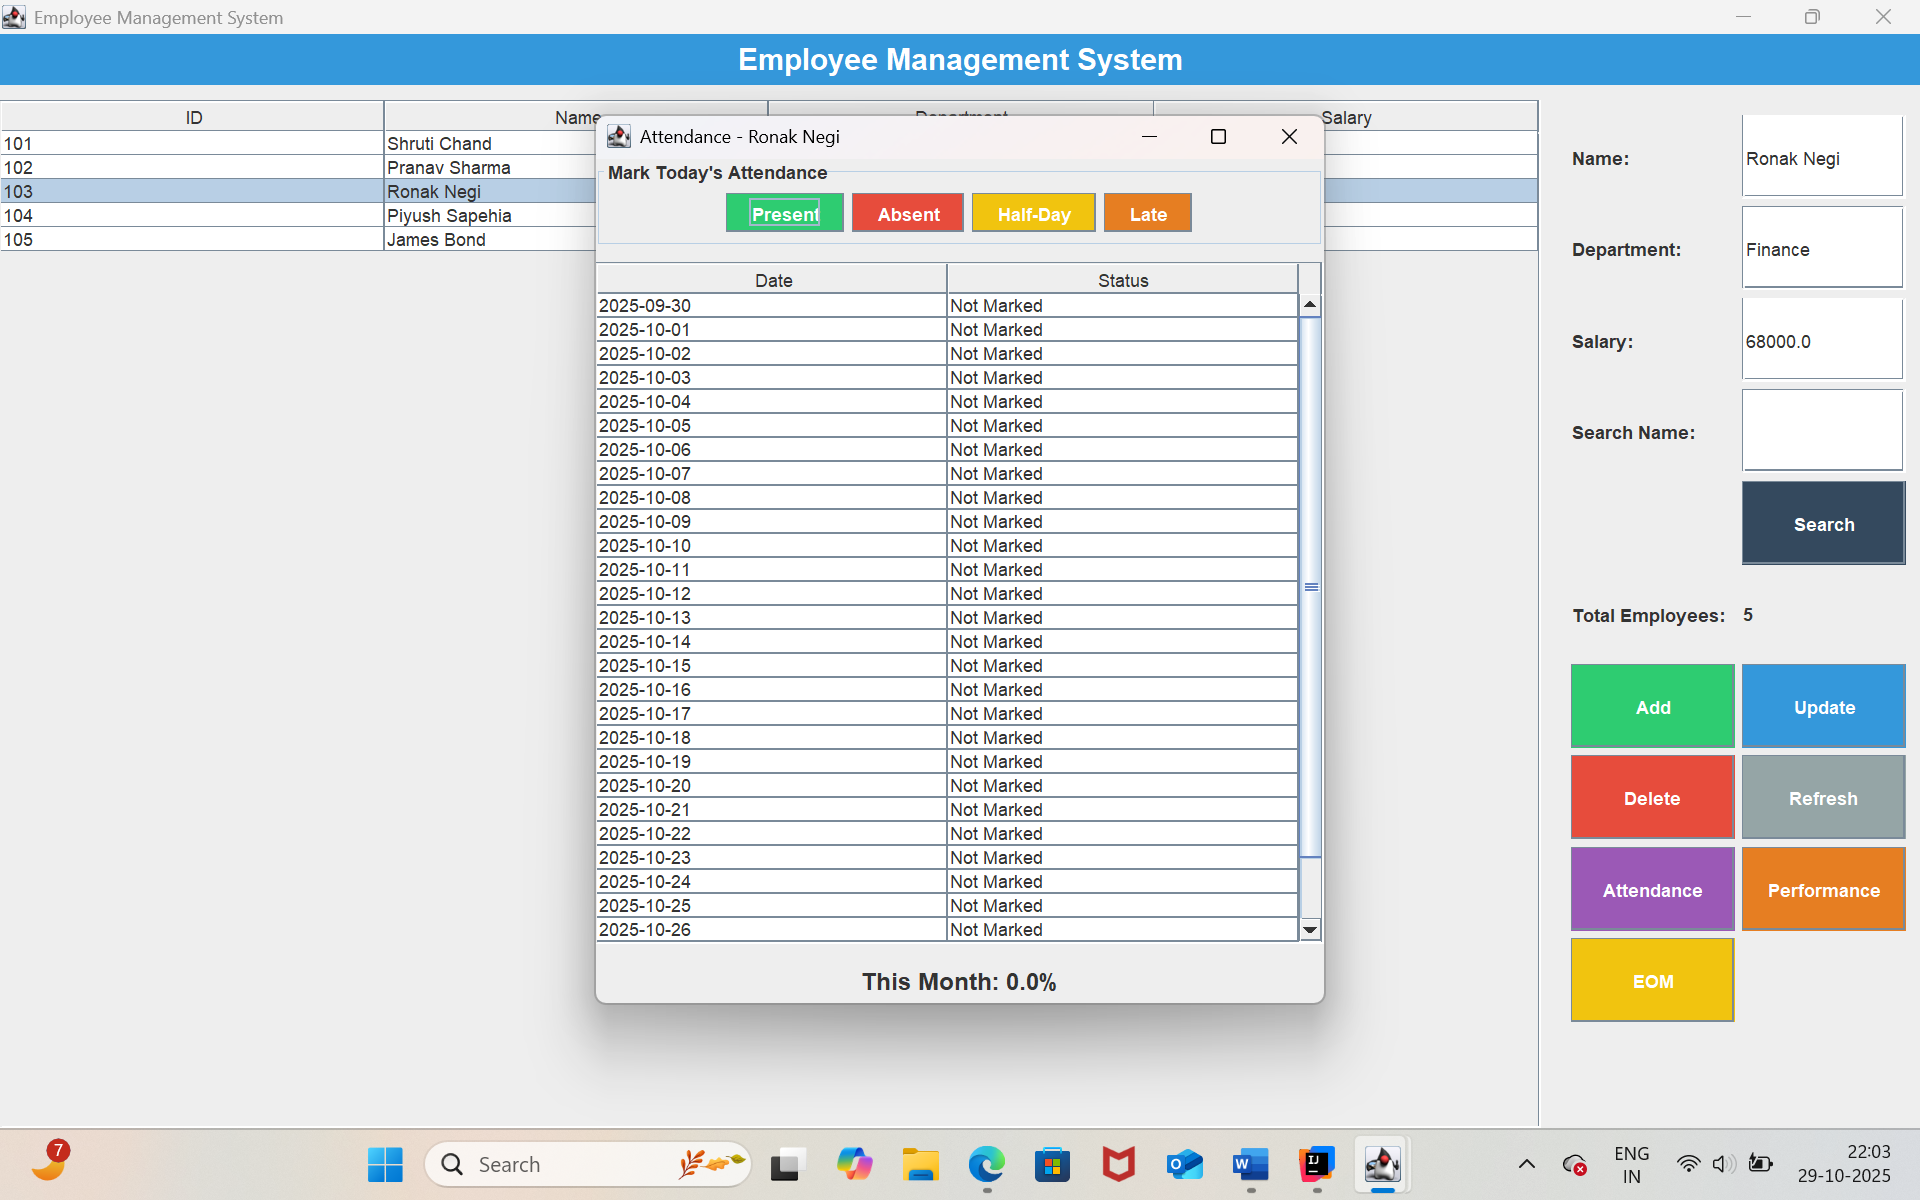 Employee Management System
Employee Management System
ID Name Salary
101 Shruti Chand
102 Pranav Sharma
103 Ronak Negi
104 Piyush Sapehia
105 James Bond
Attendance - Ronak Negi
Mark Today's Attendance
Present Absent Half-Day Late
Date Status
2025-09-30 Not Marked
2025-10-01 Not Marked
2025-10-02 Not Marked
2025-10-03 Not Marked
2025-10-04 Not Marked
2025-10-05 Not Marked
2025-10-06 Not Marked
2025-10-07 Not Marked
2025-10-08 Not Marked
2025-10-09 Not Marked
2025-10-10 Not Marked
2025-10-11 Not Marked
2025-10-12 Not Marked
2025-10-13 Not Marked
2025-10-14 Not Marked
2025-10-15 Not Marked
2025-10-16 Not Marked
2025-10-17 Not Marked
2025-10-18 Not Marked
2025-10-19 Not Marked
2025-10-20 Not Marked
2025-10-21 Not Marked
2025-10-22 Not Marked
2025-10-23 Not Marked
2025-10-24 Not Marked
2025-10-25 Not Marked
2025-10-26 Not Marked
This Month: 0.0%
Name: Ronak Negi
Department: Finance
Salary: 68000.0
Search Name:
Search
Total Employees: 5
Add Update
Delete Refresh
Attendance Performance
EOM
7
Search
ENG
IN
22:03
29-10-2025